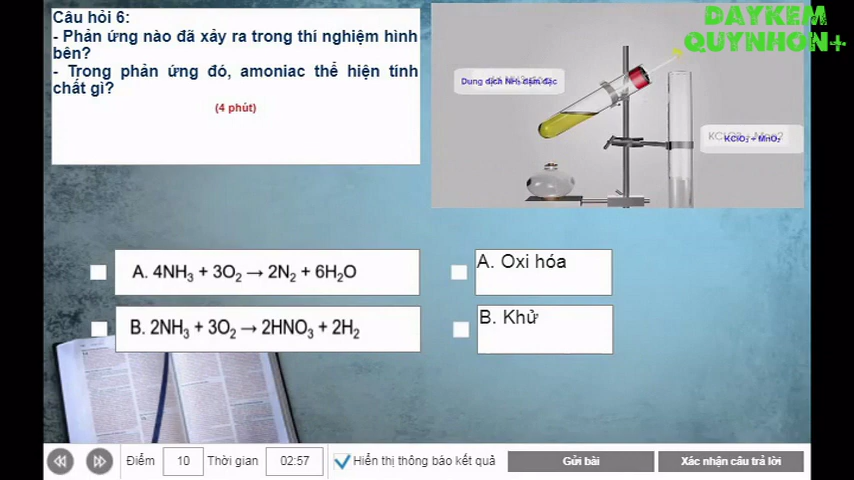 Câu hỏi 6:
- Phản ứng nào đã xảy ra trong thí nghiệm hình
bên?
- Trong phản ứng đó, amoniac thể hiện tính
chất gì?
(4 phút)
DAYKEM
QUYNHON+
Dung dịch NH₃ đậm đặc
KClO₃ + MnO₂
A. 4NH₃ + 3O₂ → 2N₂ + 6H₂O
B. 2NH₃ + 3O₂ → 2HNO₃ + 2H₂
A. Oxi hóa
B. Khử
Điểm 10 Thời gian 02:57 Hiển thị thông báo kết quả Gửi bài Xác nhận câu trả lời